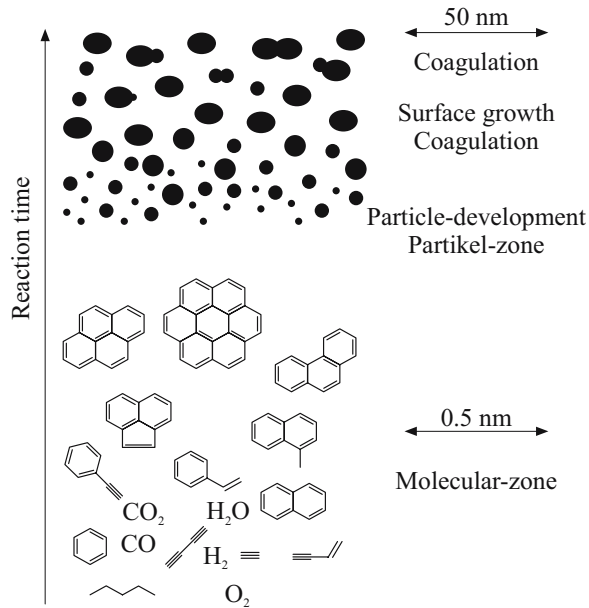 50 nm
Coagulation
Surface growth
Coagulation
Particle-development
Partikel-zone
Reaction time
0.5 nm
Molecular-zone
CO2
H2O
CO
H2
O2